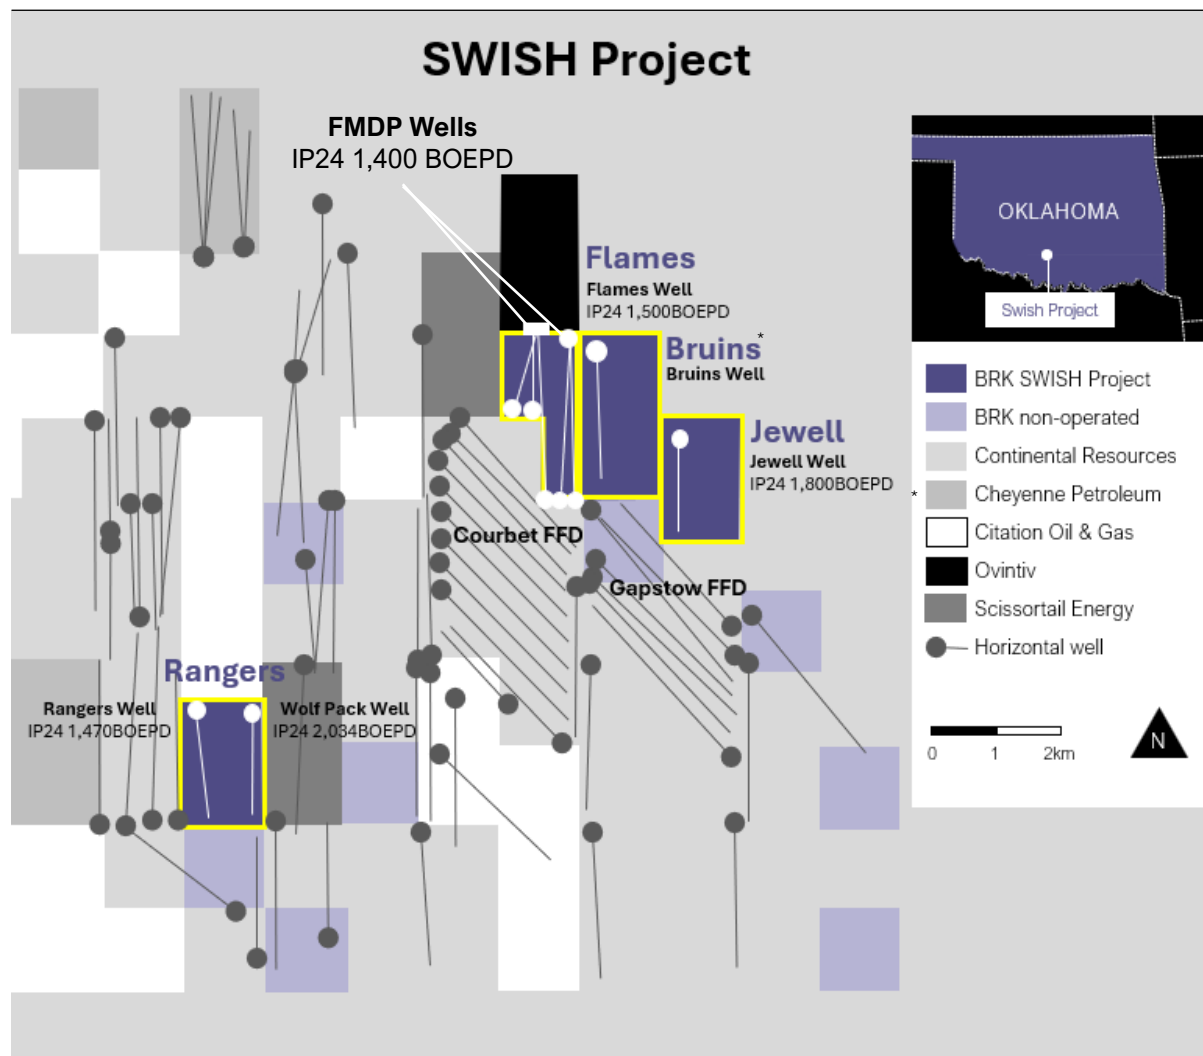 SWISH Project
FMDP Wells
IP24 1,400 BOEPD
OKLAHOMA
Swish Project
Flames
Flames Well
IP24 1,500BOEPD
Bruins*
Bruins Well
Jewell
Jewell Well
IP24 1,800BOEPD
*
Courbet FFD
Gapstow FFD
Rangers
Rangers Well
IP24 1,470BOEPD
Wolf Pack Well
IP24 2,034BOEPD
BRK SWISH Project
BRK non-operated
Continental Resources
Cheyenne Petroleum
Citation Oil & Gas
Ovintiv
Scissortail Energy
Horizontal well
0 1 2km
N